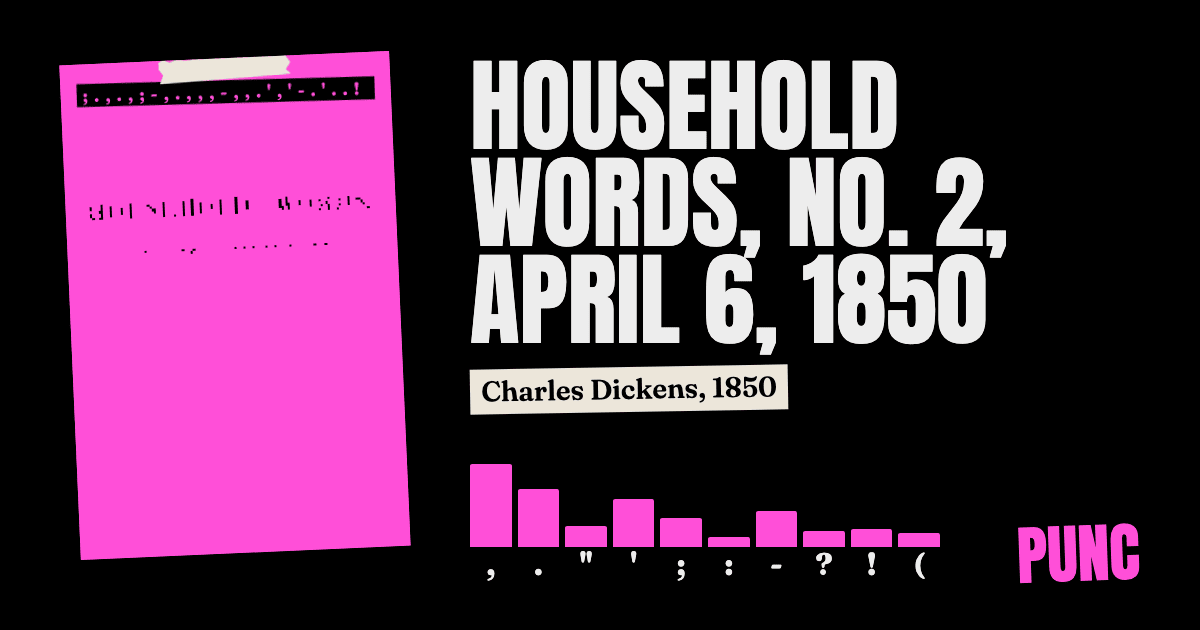 ;.,.,;-,.,,,-,,.','-.'..!
HOUSEHOLD
WORDS, NO. 2,
APRIL 6, 1850
Charles Dickens, 1850
, . " ' ; : - ? ! (
PUNC